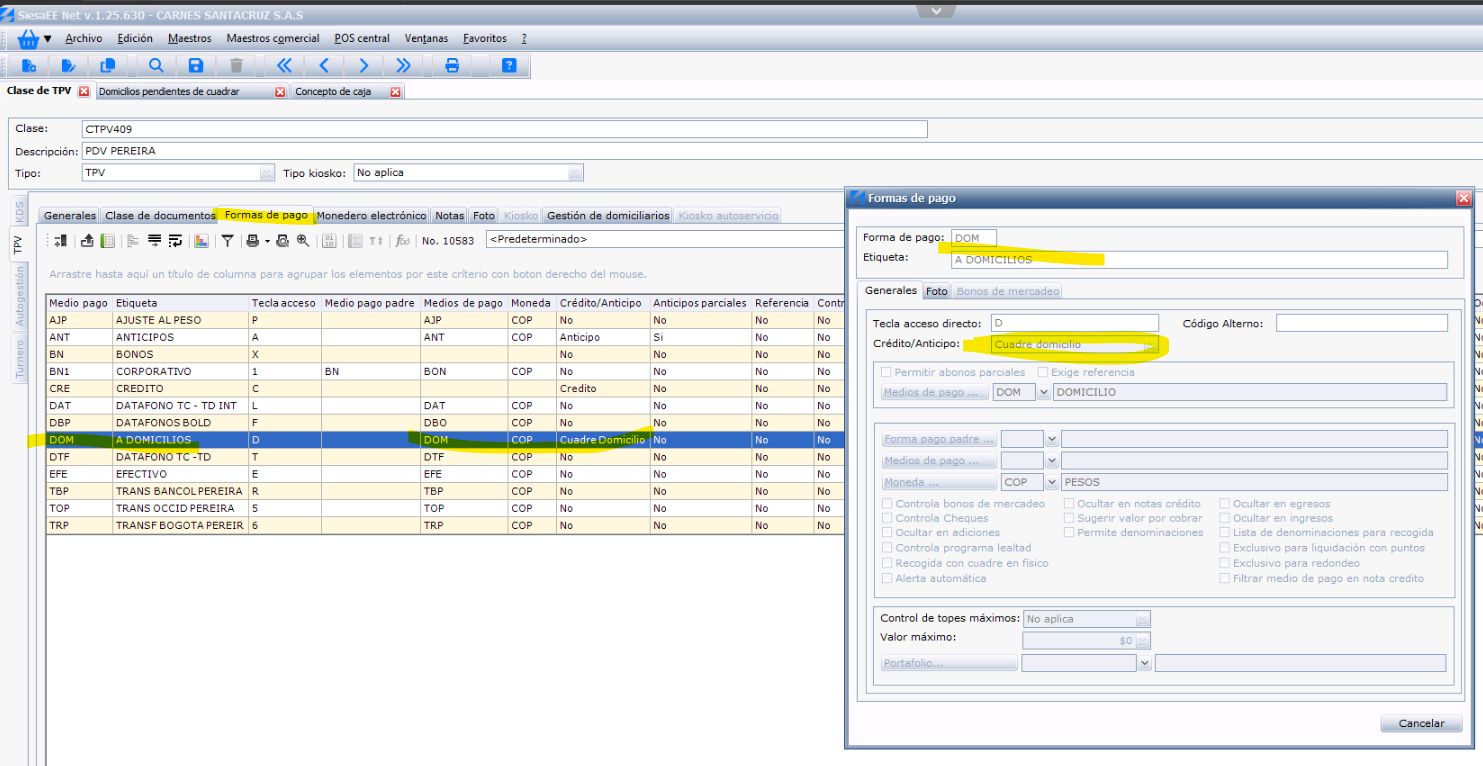 SiesaEE Net v.1.25.630 - CARNES SANTACRUZ S.A.S
Archivo Edición Maestros Maestros comercial POS central Ventanas Favoritos ?
Clase de TPV Domicilios pendientes de cuadrar Concepto de caja
Clase: CTPV409
Descripción: PDV PEREIRA
Tipo: TPV Tipo kiosko: No aplica
KDS
TPV
Autogestión
Turnero
Generales Clase de documentos Formas de pago Monedero electrónico Notas Foto Kiosko Gestión de domiciliarios Kiosko autoservicio
No. 10583 <Predeterminado>
Arrastre hasta aquí un título de columna para agrupar los elementos por este criterio con boton derecho del mouse.
Medio pago Etiqueta Tecla acceso Medio pago padre Medios de pago Moneda Crédito/Anticipo Anticipos parciales Referencia Contr
AJP AJUSTE AL PESO P AJP COP No No No No
ANT ANTICIPOS A ANT COP Anticipo Si No No
BN BONOS X No No No No
BN1 CORPORATIVO 1 BN BON COP No No No No
CRE CREDITO C Credito No No No
DAT DATAFONO TC - TD INT L DAT COP No No No No
DBP DATAFONOS BOLD F DBO COP No No No No
DOM A DOMICILIOS D DOM COP Cuadre Domicilio No No No
DTF DATAFONO TC -TD T DTF COP No No No No
EFE EFECTIVO E EFE COP No No No No
TBP TRANS BANCOL PEREIRA R TBP COP No No No No
TOP TRANS OCCID PEREIRA 5 TOP COP No No No No
TRP TRANSF BOGOTA PEREIR 6 TRP COP No No No No
Formas de pago
Forma de pago: DOM
Etiqueta: A DOMICILIOS
Generales Foto Bonos de mercadeo
Tecla acceso directo: D Código Alterno:
Crédito/Anticipo: Cuadre domicilio
Permitir abonos parciales Exige referencia
Medios de pago ... DOM DOMICILIO
Forma pago padre ...
Medios de pago ...
Moneda ... COP PESOS
Controla bonos de mercadeo Ocultar en notas crédito Ocultar en egresos
Controla Cheques Sugerir valor por cobrar Ocultar en ingresos
Ocultar en adiciones Permite denominaciones Lista de denominaciones para recogida
Controla programa lealtad Exclusivo para liquidación con puntos
Recogida con cuadre en físico Exclusivo para redondeo
Alerta automática Filtrar medio de pago en nota credito
Control de topes máximos: No aplica
Valor máximo: $0
Portafolio...
Cancelar